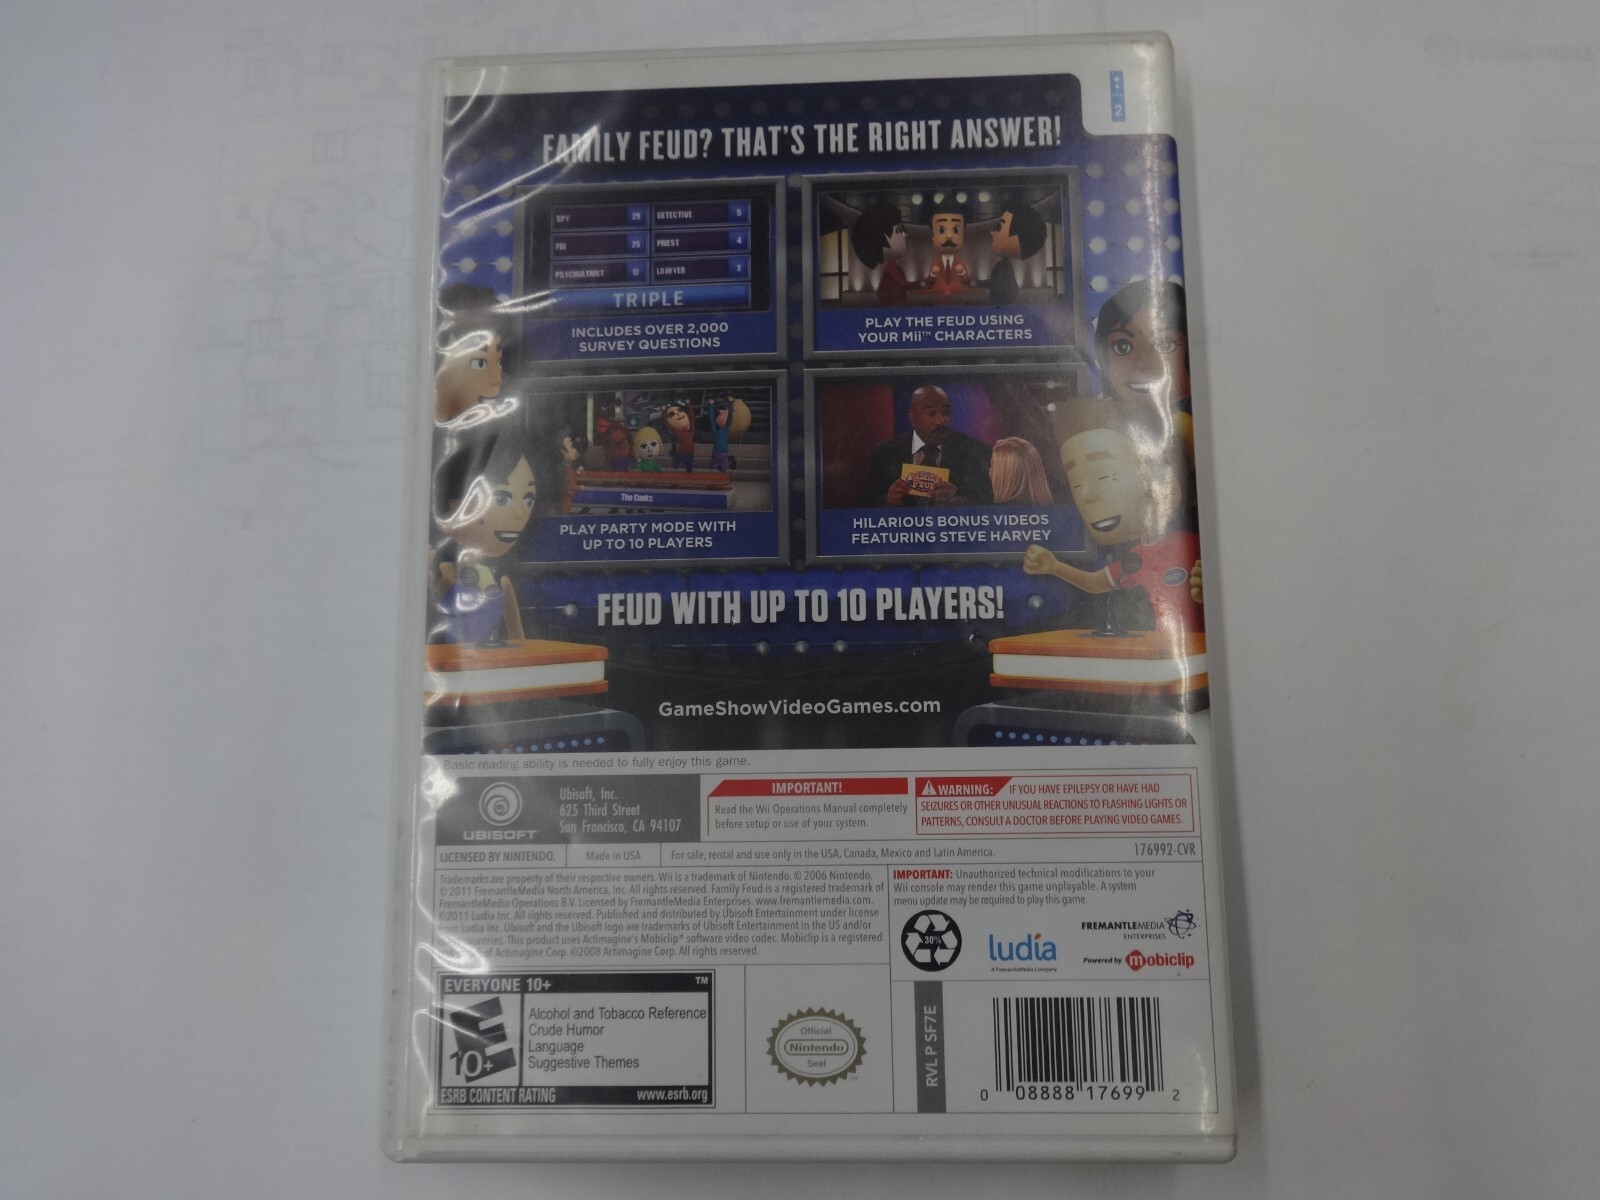 2
FAMILY FEUD? THAT'S THE RIGHT ANSWER!
SPY 29 DETECTIVE 5
FBI 25 PRIEST 4
PSYCHIATRIST 12 LAWYER 2
TRIPLE
INCLUDES OVER 2,000
SURVEY QUESTIONS
PLAY THE FEUD USING
YOUR Mii™ CHARACTERS
The Cooks
PLAY PARTY MODE WITH
UP TO 10 PLAYERS
FAMILY
FEUD
HILARIOUS BONUS VIDEOS
FEATURING STEVE HARVEY
FEUD WITH UP TO 10 PLAYERS!
GameShowVideoGames.com
Basic reading ability is needed to fully enjoy this game.
UBISOFT
Ubisoft, Inc.
625 Third Street
San Francisco, CA 94107
IMPORTANT!
Read the Wii Operations Manual completely
before setup or use of your system.
WARNING: IF YOU HAVE EPILEPSY OR HAVE HAD
SEIZURES OR OTHER UNUSUAL REACTIONS TO FLASHING LIGHTS OR
PATTERNS, CONSULT A DOCTOR BEFORE PLAYING VIDEO GAMES.
LICENSED BY NINTENDO. Made in USA For sale, rental and use only in the USA, Canada, Mexico and Latin America. 176992-CVR
Trademarks are property of their respective owners. Wii is a trademark of Nintendo. © 2006 Nintendo.
© 2011 FremantleMedia North America, Inc. All rights reserved. Family Feud is a registered trademark of
FremantleMedia Operations B.V. Licensed by FremantleMedia Enterprises. www.fremantlemedia.com.
©2011 Ludia Inc. All rights reserved. Published and distributed by Ubisoft Entertainment under license
from Ludia Inc. Ubisoft and the Ubisoft logo are trademarks of Ubisoft Entertainment in the US and/or
countries. This product uses Actimagine's Mobiclip® software video codec. Mobiclip is a registered
of Actimagine Corp. ©2008 Actimagine Corp. All rights reserved.
IMPORTANT: Unauthorized technical modifications to your
Wii console may render this game unplayable. A system
menu update may be required to play this game.
30%
ludia
A FremantleMedia Company
FREMANTLEMEDIA
ENTERPRISES
Powered by mobiclip
EVERYONE 10+ ™
E
10+
Alcohol and Tobacco Reference
Crude Humor
Language
Suggestive Themes
ESRB CONTENT RATING www.esrb.org
Official
Nintendo
Seal
RVL P SF7E
0 08888 17699 2